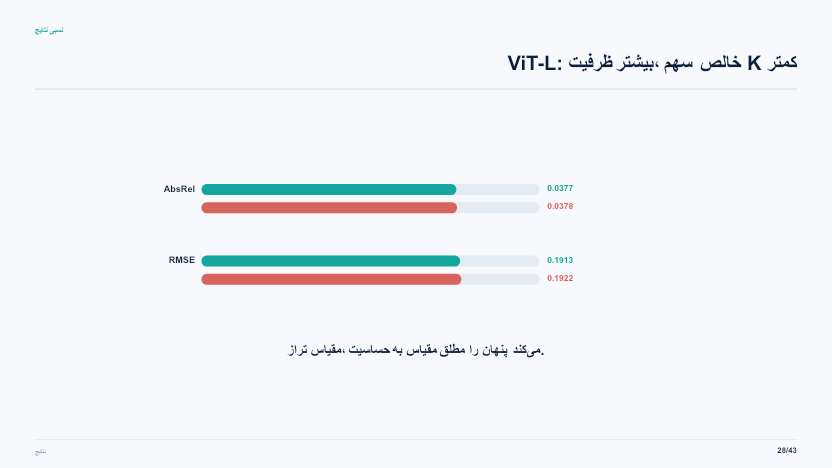 نتایج نسبی
ViT-L: ظرفیت بیشتر، سهم خالص K کمتر
AbsRel
0.0377
0.0378
RMSE
0.1913
0.1922
تراز مقیاس، حساسیت به مقیاس مطلق را پنهان می‌کند.
نتایج
28/43